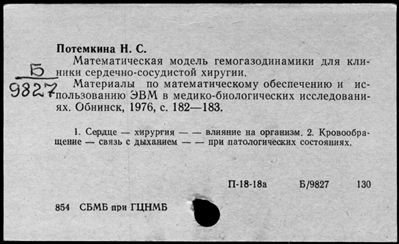 Потемкина Н. С.
Математическая модель гемогазодинамики для кли-
ники сердечно-сосудистой хирургии.
Б
9827
Материалы по математическому обеспечению и ис-
пользованию ЭВМ в медико-биологических исследовани-
ях. Обнинск, 1976, с. 182—183.
1. Сердце — хирургия — — влияние на организм. 2. Кровообра-
щение — связь с дыханием — — при патологических состояниях.
П-18-18а Б/9827 130
854 СБМБ при ГЦНМБ